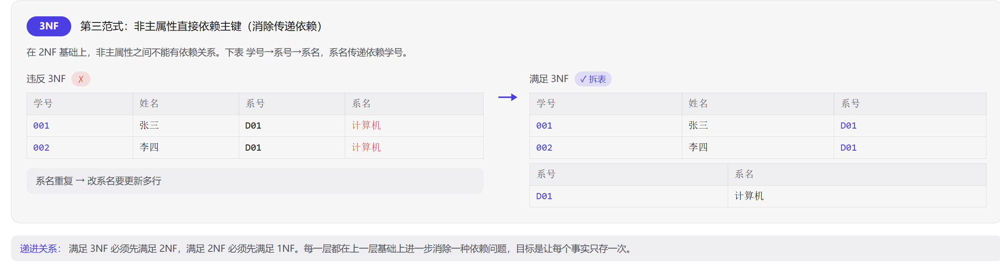 3NF 第三范式：非主属性直接依赖主键（消除传递依赖）
在 2NF 基础上，非主属性之间不能有依赖关系。下表 学号→系号→系名，系名传递依赖学号。
违反 3NF ✗
学号 姓名 系号 系名
001 张三 D01 计算机
002 李四 D01 计算机
系名重复 → 改系名要更新多行
满足 3NF ✓ 拆表
学号 姓名 系号
001 张三 D01
002 李四 D01
系号 系名
D01 计算机
递进关系： 满足 3NF 必须先满足 2NF，满足 2NF 必须先满足 1NF。每一层都在上一层基础上进一步消除一种依赖问题，目标是让每个事实只存一次。